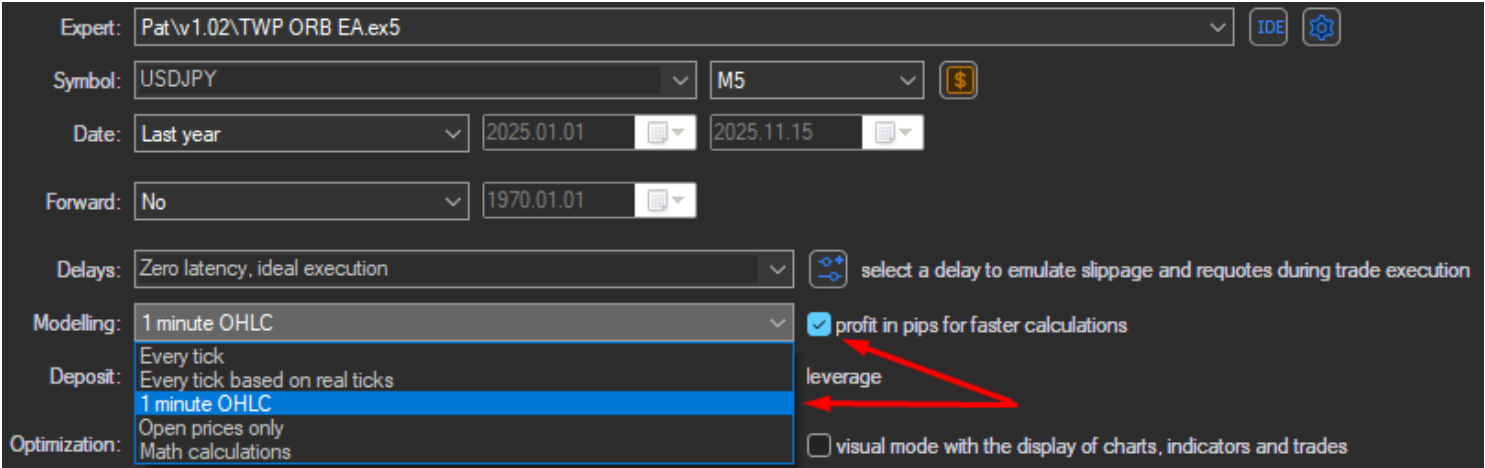 Expert: Pat\v1.02\TWP ORB EA.ex5 IDE
Symbol: USDJPY M5 $
Date: Last year 2025.01.01 2025.11.15
Forward: No 1970.01.01
Delays: Zero latency, ideal execution select a delay to emulate slippage and requotes during trade execution
Modelling: 1 minute OHLC profit in pips for faster calculations
Every tick
Deposit: Every tick based on real ticks leverage
1 minute OHLC
Open prices only
Optimization: Math calculations visual mode with the display of charts, indicators and trades